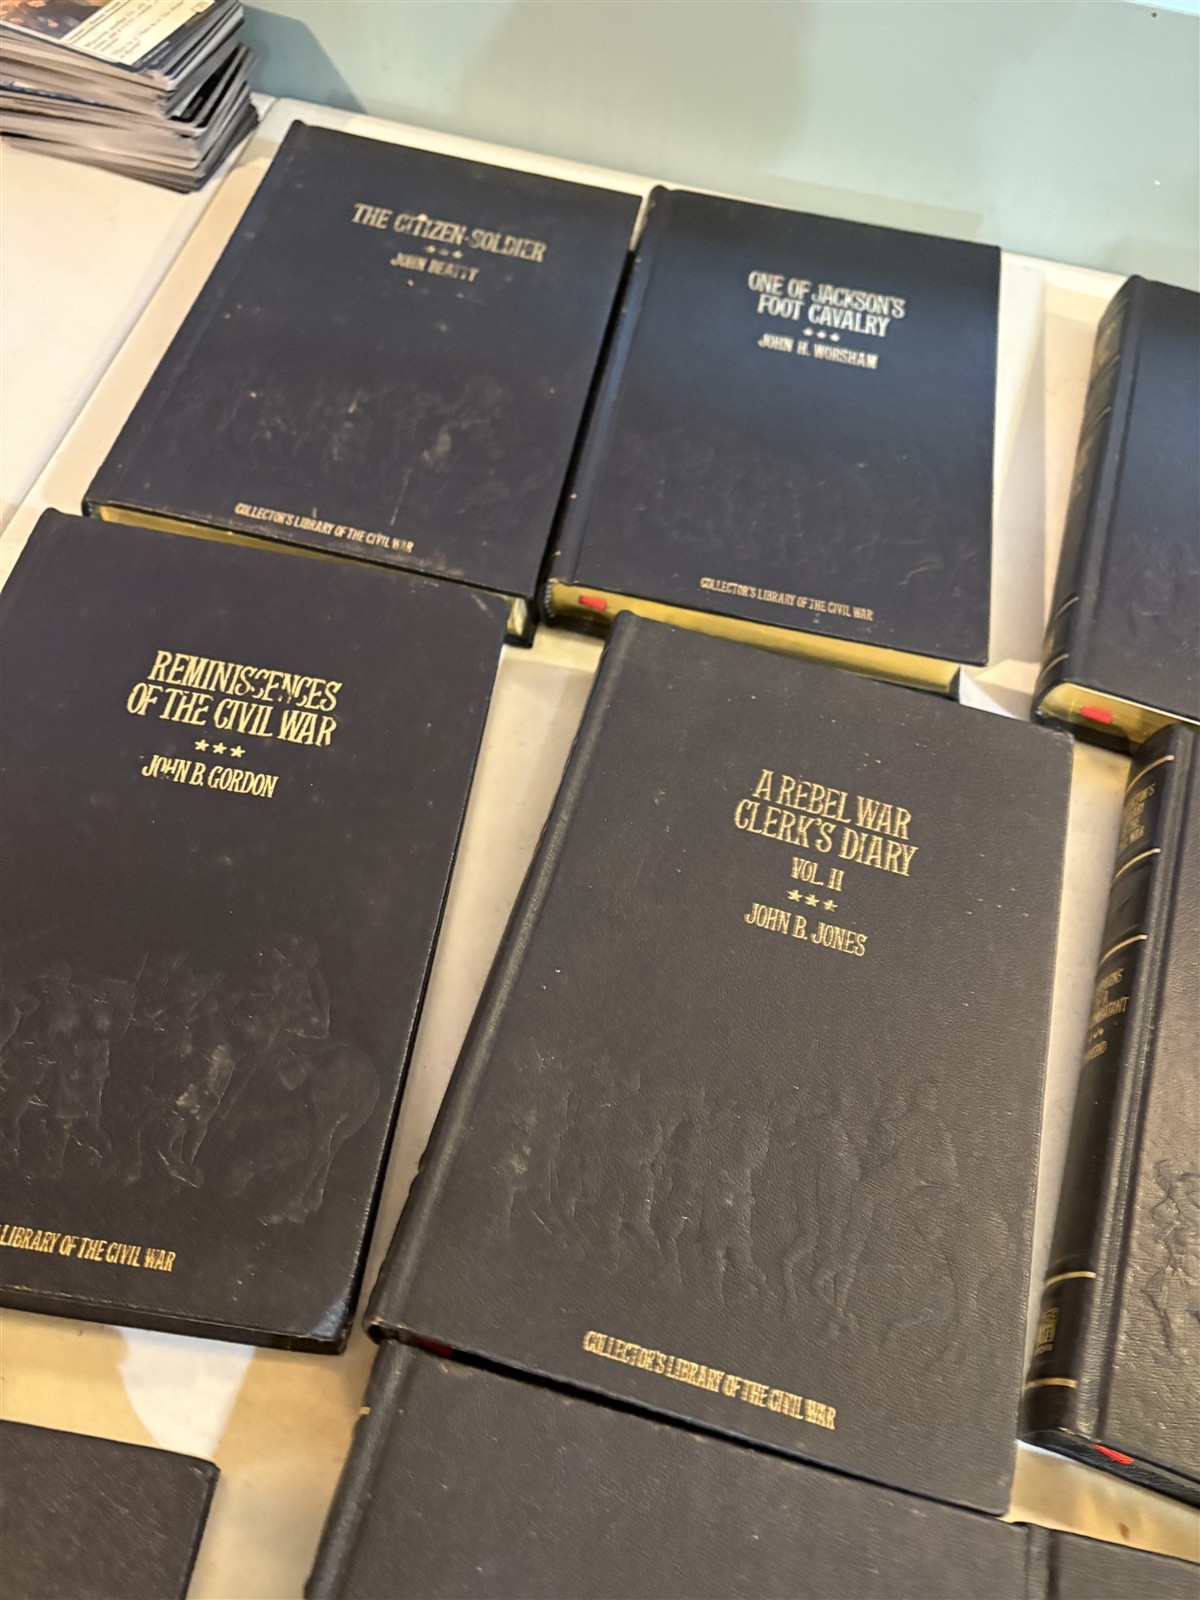 THE CITIZEN-SOLDIER
JOHN BEATTY
COLLECTOR'S LIBRARY OF THE CIVIL WAR
ONE OF JACKSON'S
FOOT CAVALRY
JOHN H. WORSHAM
COLLECTOR'S LIBRARY OF THE CIVIL WAR
REMINISCENCES
OF THE CIVIL WAR
JOHN B. GORDON
LIBRARY OF THE CIVIL WAR
A REBEL WAR
CLERK'S DIARY
VOL. II
JOHN B. JONES
COLLECTOR'S LIBRARY OF THE CIVIL WAR